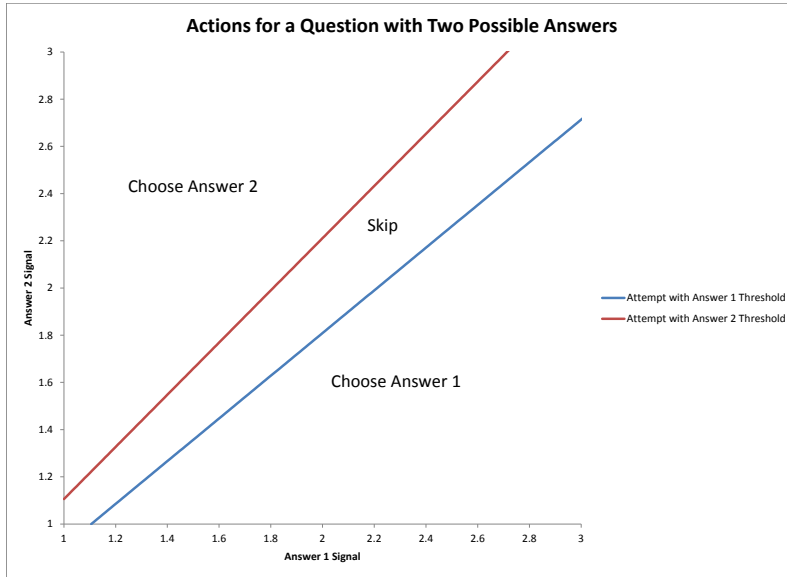 Actions for a Question with Two Possible Answers
3
2.8
2.6
2.4
2.2
2
1.8
1.6
1.4
1.2
1
Answer 2 Signal
Choose Answer 2
Skip
Choose Answer 1
Attempt with Answer 1 Threshold
Attempt with Answer 2 Threshold
1 1.2 1.4 1.6 1.8 2 2.2 2.4 2.6 2.8 3
Answer 1 Signal